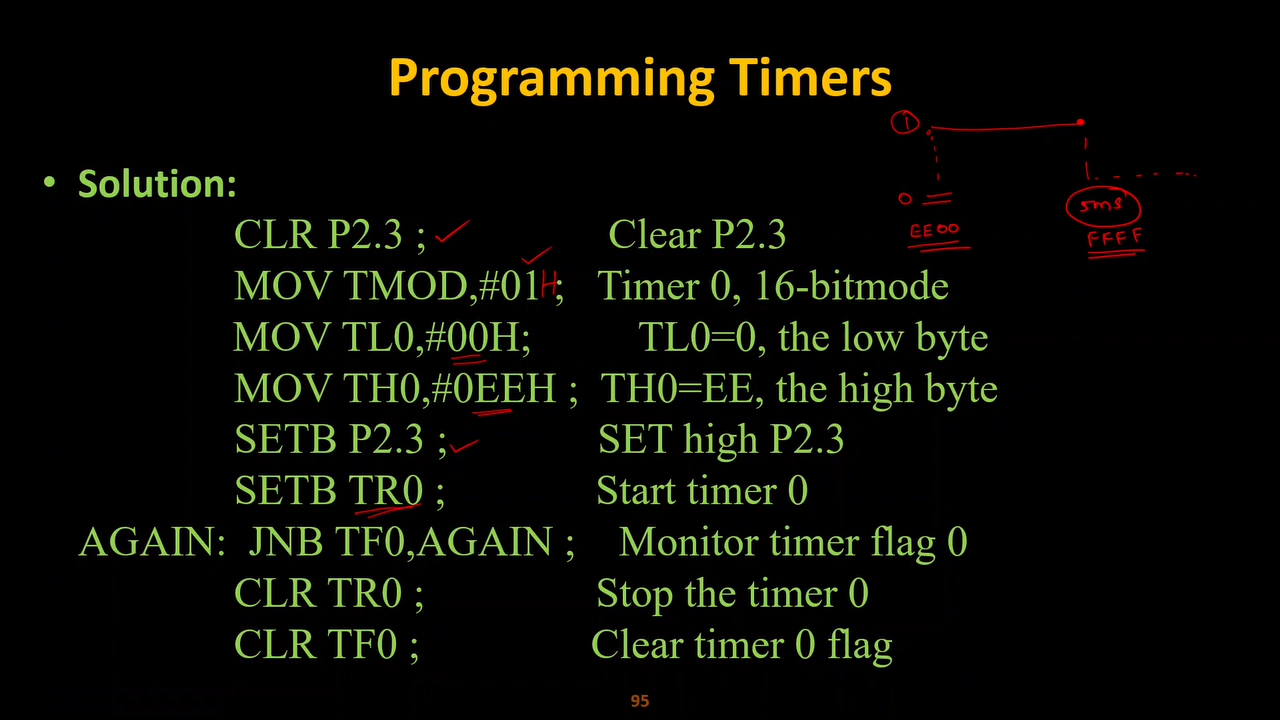 Programming Timers
• Solution:
CLR P2.3 ; Clear P2.3
MOV TMOD,#01H; Timer 0, 16-bitmode
MOV TL0,#00H; TL0=0, the low byte
MOV TH0,#0EEH ; TH0=EE, the high byte
SETB P2.3 ; SET high P2.3
SETB TR0 ; Start timer 0
AGAIN: JNB TF0,AGAIN ; Monitor timer flag 0
CLR TR0 ; Stop the timer 0
CLR TF0 ; Clear timer 0 flag
1
0
5ms
EE00
FFFF
95